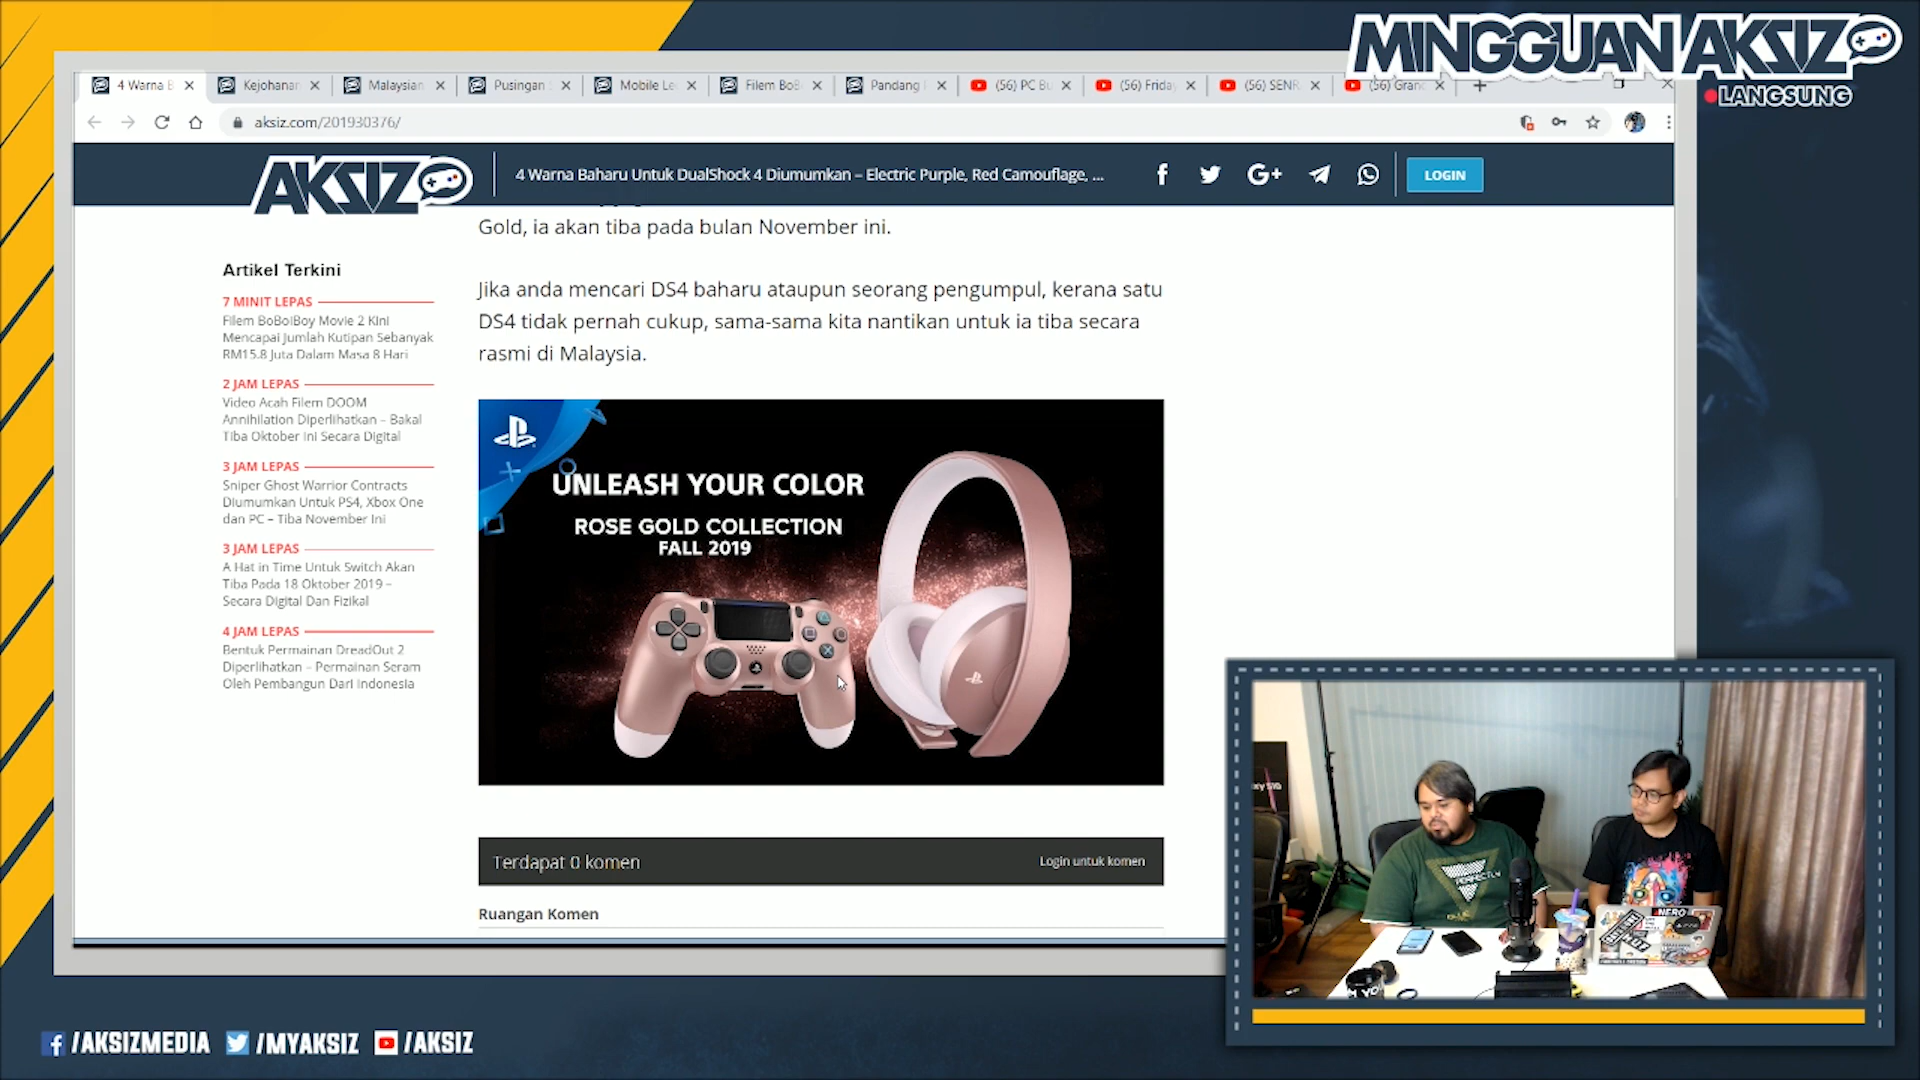 MINGGUAN AKSIZ
LANGSUNG
4 Warna B
Kejohanan
Malaysian
Pusingan
Mobile Le
Filem BoBo
Pandang
(56) PC Bu
(56) Friday
(56) SENR
(56) Gran
aksiz.com/201930376/
AKSIZ
4 Warna Baharu Untuk DualShock 4 Diumumkan – Electric Purple, Red Camouflage, ...
LOGIN
Gold, ia akan tiba pada bulan November ini.
Jika anda mencari DS4 baharu ataupun seorang pengumpul, kerana satu
DS4 tidak pernah cukup, sama-sama kita nantikan untuk ia tiba secara
rasmi di Malaysia.
Artikel Terkini
7 MINIT LEPAS
Filem BoBoiBoy Movie 2 Kini
Mencapai Jumlah Kutipan Sebanyak
RM15.8 Juta Dalam Masa 8 Hari
2 JAM LEPAS
Video Acah Filem DOOM
Annihilation Diperlihatkan – Bakal
Tiba Oktober Ini Secara Digital
3 JAM LEPAS
Sniper Ghost Warrior Contracts
Diumumkan Untuk PS4, Xbox One
dan PC – Tiba November Ini
3 JAM LEPAS
A Hat in Time Untuk Switch Akan
Tiba Pada 18 Oktober 2019 –
Secara Digital Dan Fizikal
4 JAM LEPAS
Bentuk Permainan DreadOut 2
Diperlihatkan – Permainan Seram
Oleh Pembangun Dari Indonesia
UNLEASH YOUR COLOR
ROSE GOLD COLLECTION
FALL 2019
Terdapat 0 komen
Login untuk komen
Ruangan Komen
PERFECTLY
NERO
/AKSIZMEDIA
/MYAKSIZ
/AKSIZ